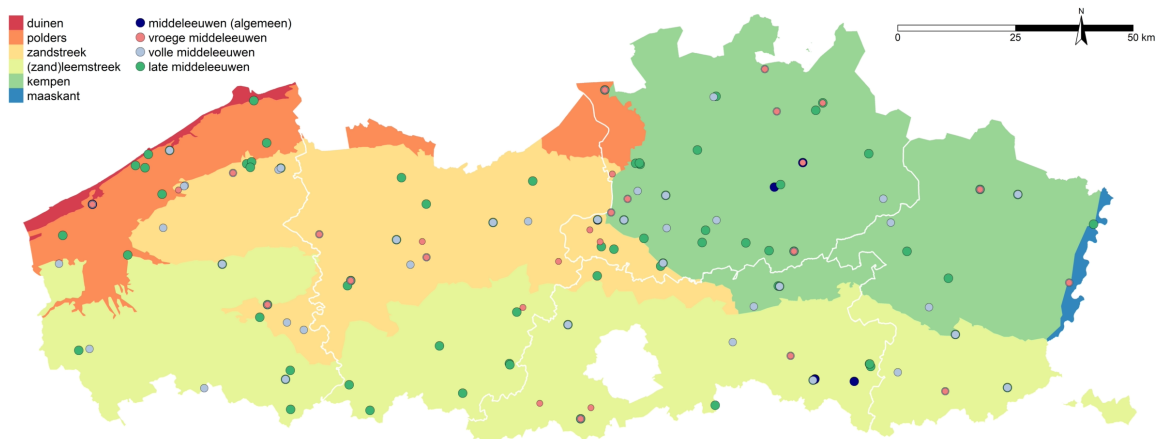 duinen
polders
zandstreek
(zand)leemstreek
kempen
maaskant
middeleeuwen (algemeen)
vroege middeleeuwen
volle middeleeuwen
late middeleeuwen
N
0 25 50 km